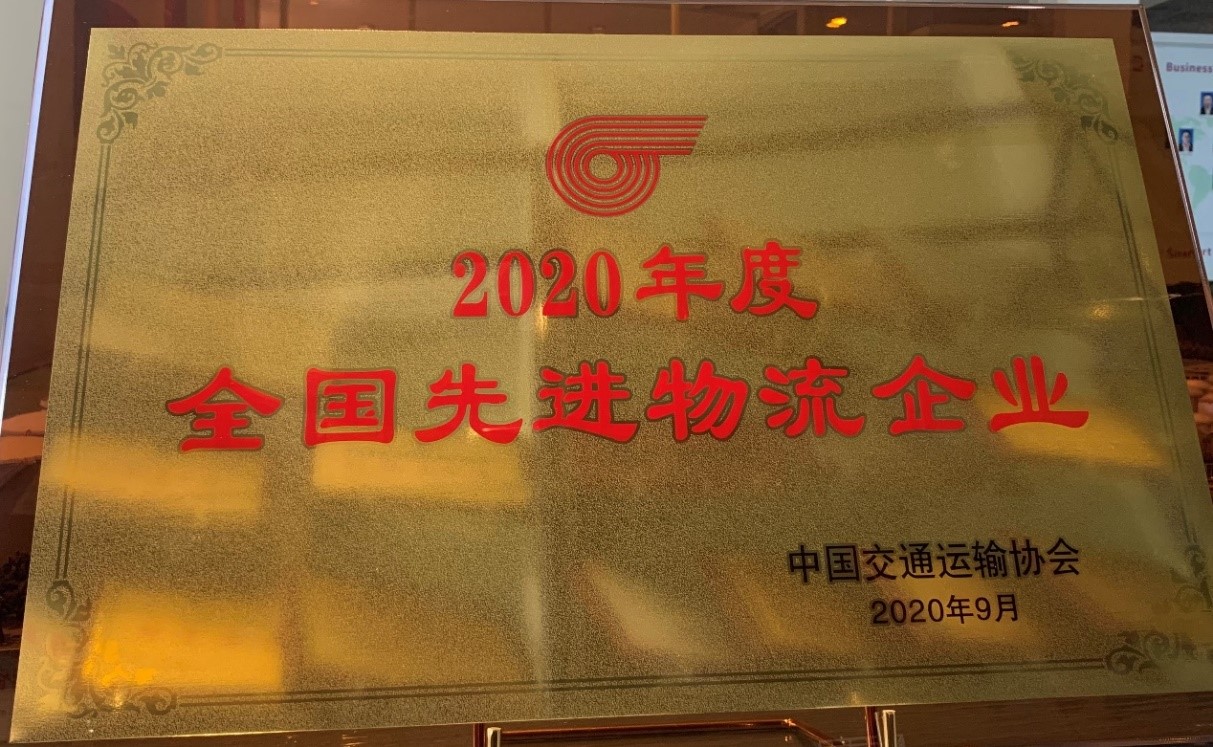 2020年度
全国先进物流企业
中国交通运输协会
2020年9月
Business